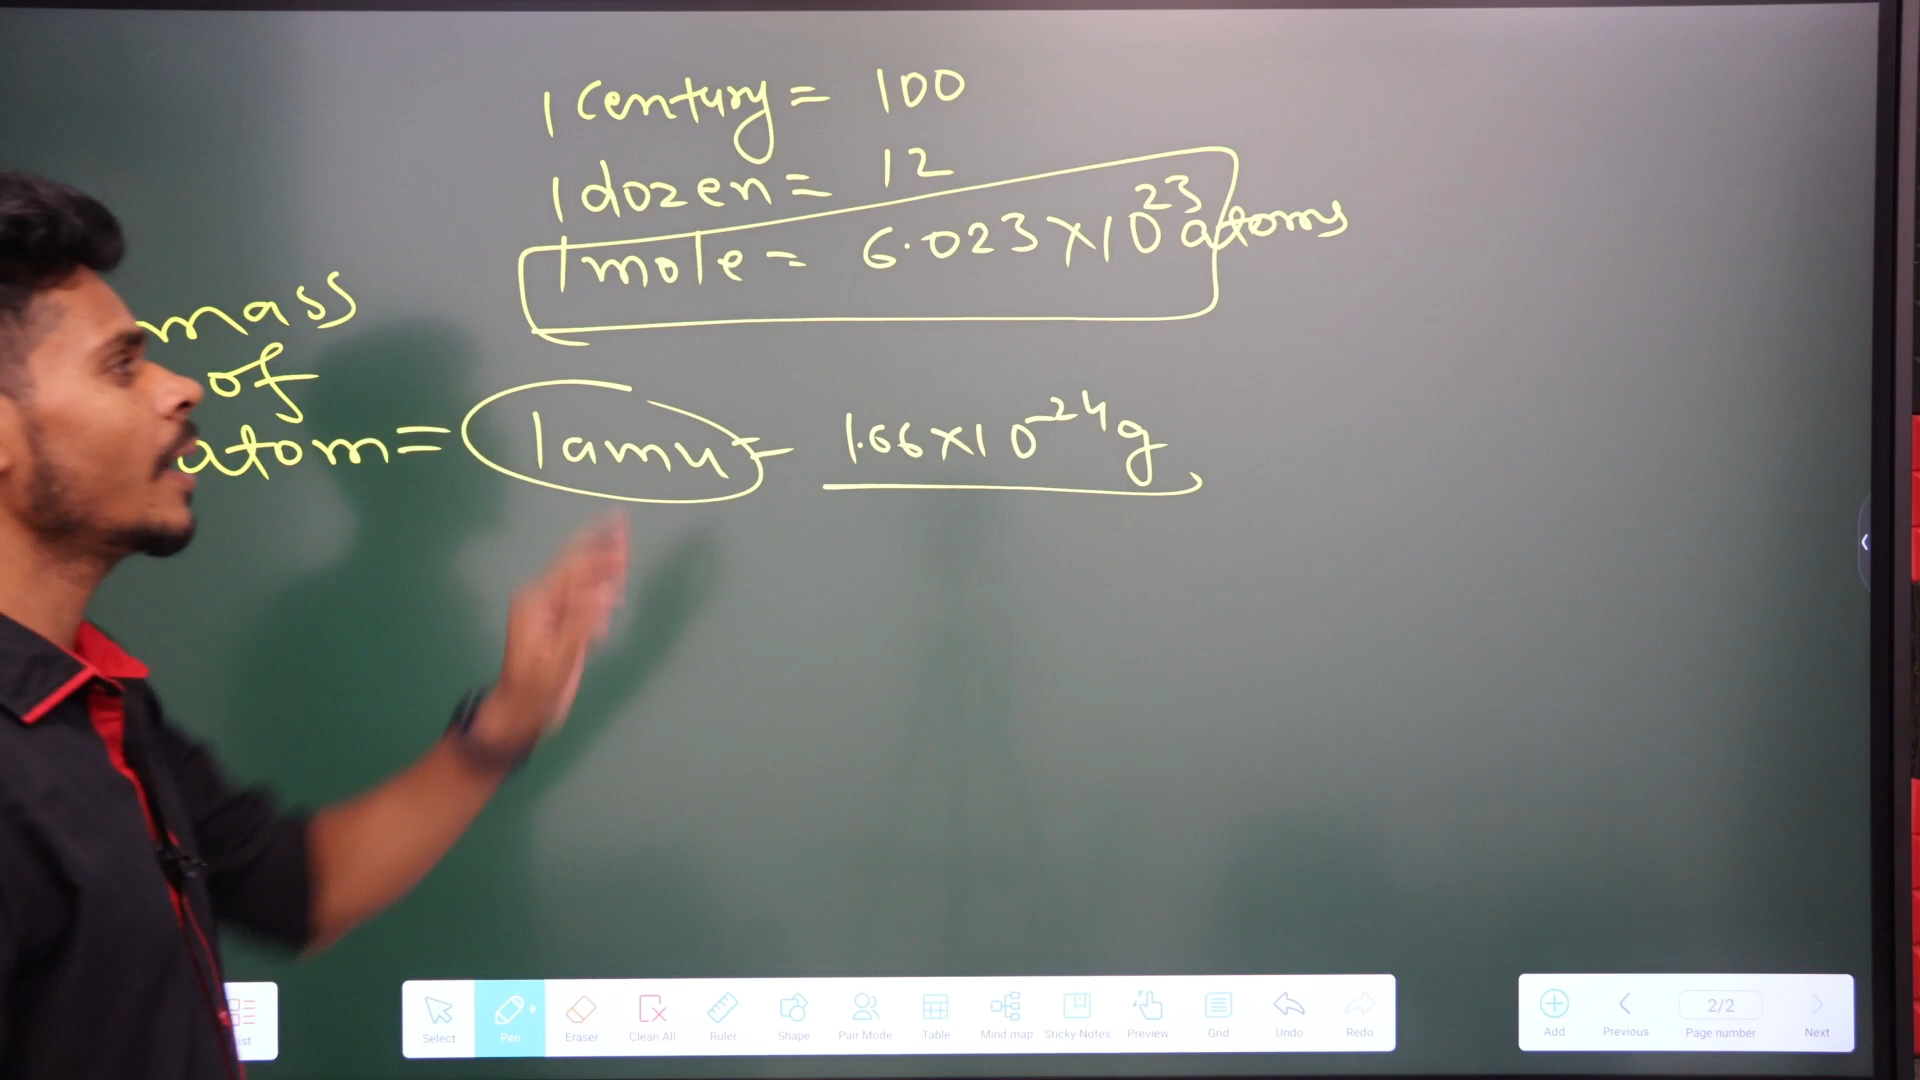 1 Century = 100
1 dozen = 12
1 mole = 6.023 × 10²³ atoms
mass
of
atom = 1 amu = 1.66 × 10⁻²⁴ g
Select
Pen
Eraser
Clean All
Ruler
Shape
Pair Mode
Table
Mind map
Sticky Notes
Preview
Grid
Undo
Redo
Add
Previous
2/2
Page number
Next